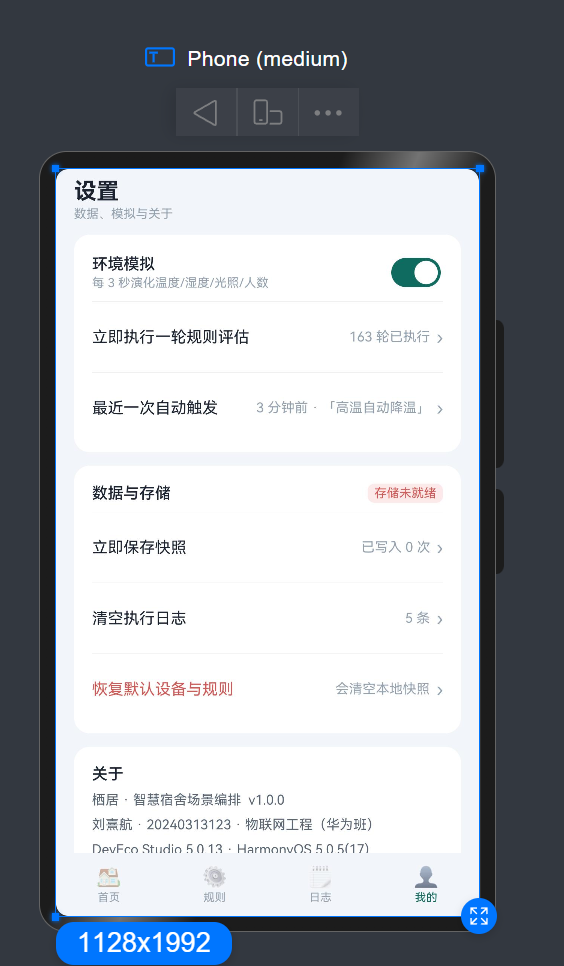 Phone (medium)
设置
数据、模拟与关于
环境模拟
每 3 秒演化温度/湿度/光照/人数
立即执行一轮规则评估 163 轮已执行 ›
最近一次自动触发 3 分钟前 · 「高温自动降温」 ›
数据与存储 存储未就绪
立即保存快照 已写入 0 次 ›
清空执行日志 5 条 ›
恢复默认设备与规则 会清空本地快照 ›
关于
栖居 · 智慧宿舍场景编排 v1.0.0
刘熹航 · 20240313123 · 物联网工程（华为班）
DevEco Studio 5.0.13 · HarmonyOS 5.0.5(17)
首页 规则 日志 我的
1128x1992